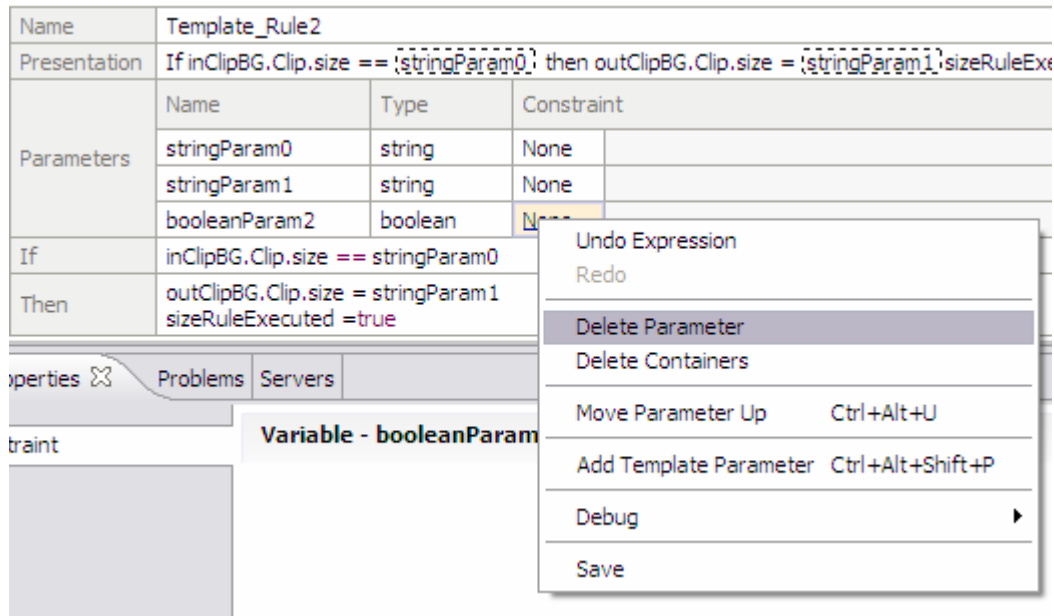 Name Template_Rule2
Presentation If inClipBG.Clip.size == stringParam0 then outClipBG.Clip.size = stringParam1 sizeRuleExe
Parameters
Name Type Constraint
stringParam0 string None
stringParam1 string None
booleanParam2 boolean None
If inClipBG.Clip.size == stringParam0
Then outClipBG.Clip.size = stringParam1
sizeRuleExecuted =true
Undo Expression
Redo
Delete Parameter
Delete Containers
Move Parameter Up Ctrl+Alt+U
Add Template Parameter Ctrl+Alt+Shift+P
Debug
Save
operties Problems Servers
traint
Variable - booleanParam